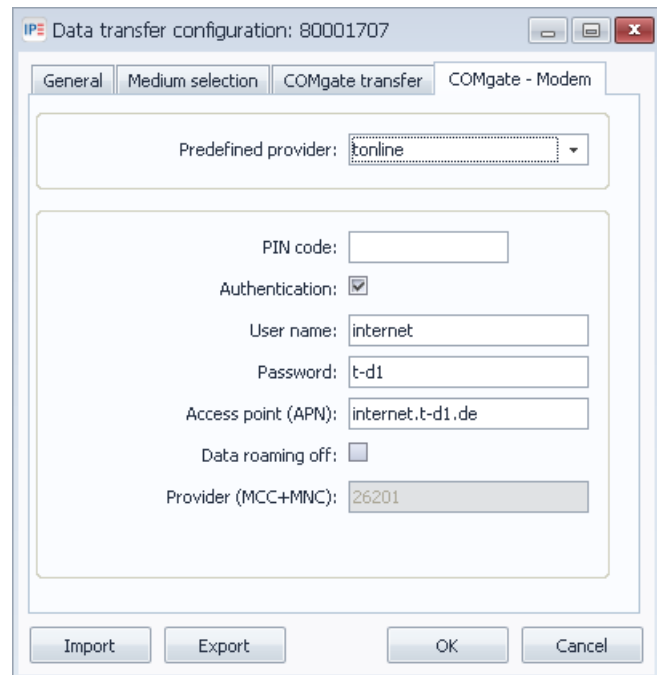 IPE Data transfer configuration: 80001707
General Medium selection COMgate transfer COMgate - Modem
Predefined provider: tonline
PIN code:
Authentication:
User name: internet
Password: t-d1
Access point (APN): internet.t-d1.de
Data roaming off:
Provider (MCC+MNC): 26201
Import Export OK Cancel